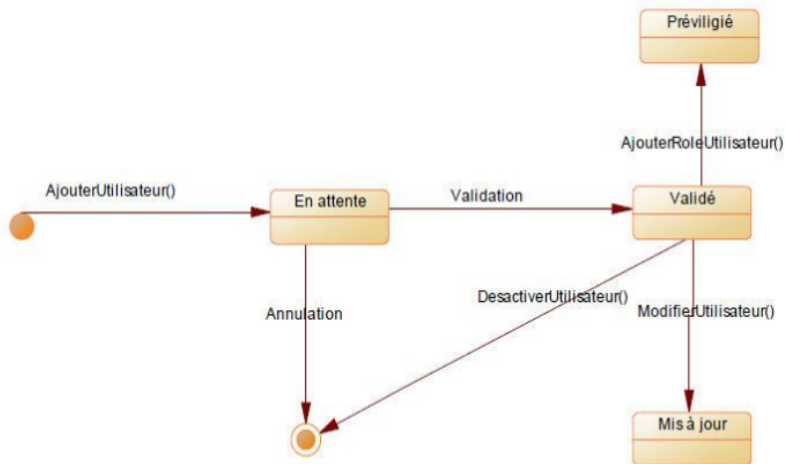 Préviligié
AjouterRoleUtilisateur()
AjouterUtilisateur()
En attente
Validation
Validé
Annulation
DesactiverUtilisateur()
ModifierUtilisateur()
Mis à jour